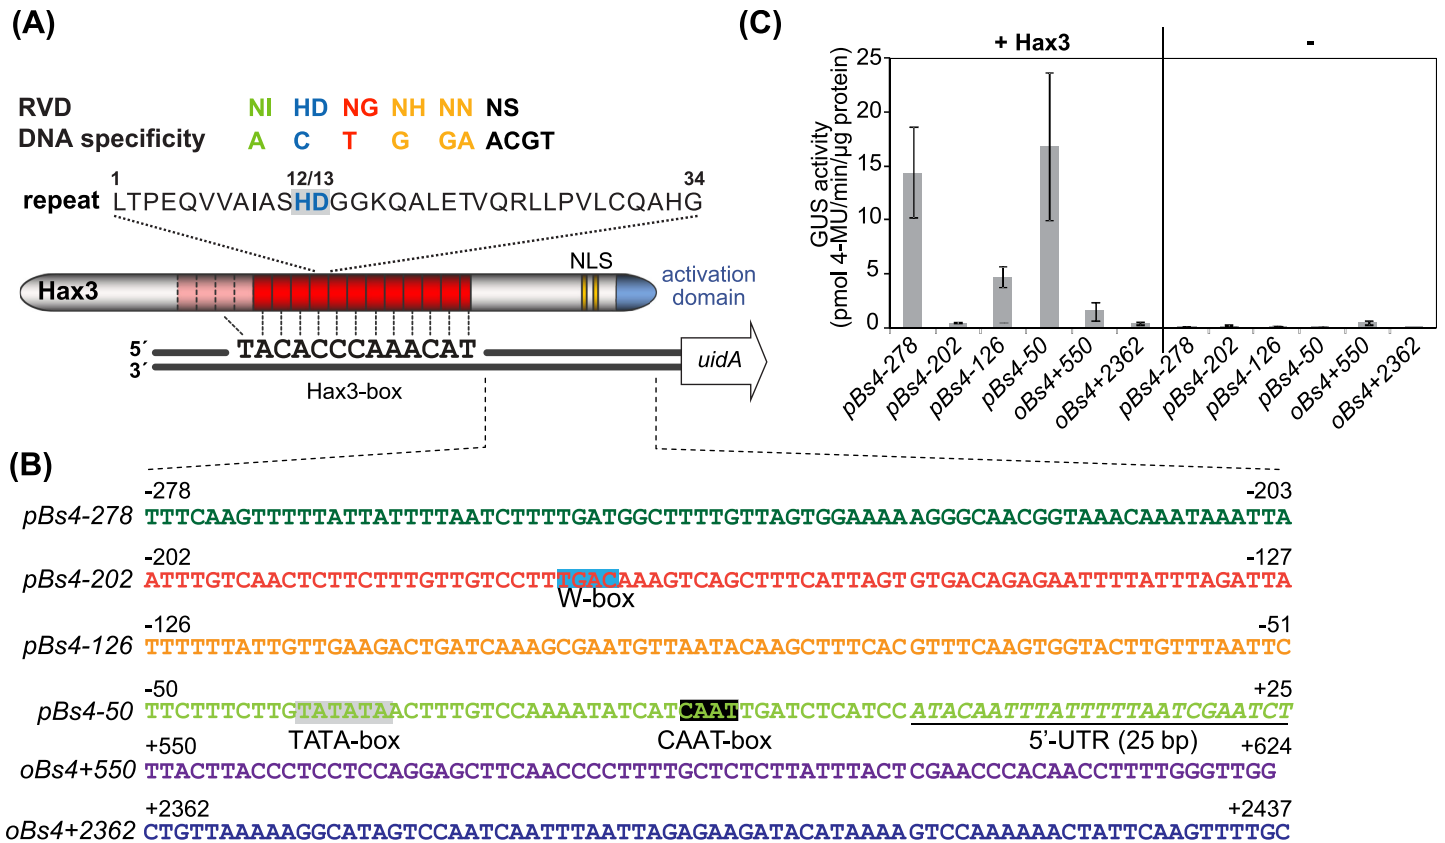 (A)
RVD NI HD NG NH NN NS
DNA specificity A C T G GA ACGT
1 12/13 34
repeat LTPEQVVAIASHDGGKQALETVQRLLPVLCQAHG
NLS
Hax3
activation
domain
TACACCCAAACAT
5´
3´
uidA
Hax3-box
(C)
+ Hax3 -
GUS activity
(pmol 4-MU/min/µg protein)
25
20
15
10
5
0
pBs4-278 pBs4-202 pBs4-126 pBs4-50 oBs4+550 oBs4+2362 pBs4-278 pBs4-202 pBs4-126 pBs4-50 oBs4+550 oBs4+2362
(B)
-278 -203
pBs4-278 TTTCAAGTTTTTATTATTTTAATCTTTTGATGGCTTTTGTTAGTGGAAAAAGGGCAACGGTAAACAAATAAATTA
-202 -127
pBs4-202 ATTTGTCAACTCTTCTTTGTTGTCCTTTGACAAAGTCAGCTTTCATTAGTGTGACAGAGAATTTTATTTAGATTA
W-box
-126 -51
pBs4-126 TTTTTTATTGTTGAAGACTGATCAAAGCGAATGTTAATACAAGCTTTCACGTTTCAAGTGGTACTTGTTTAATTC
-50 +25
pBs4-50 TTCTTTCTTGTATATAACTTTGTCCAAAATATCATCAATTGATCTCATCCATACAATTTATTTTTAATCGAATCT
TATA-box CAAT-box 5’-UTR (25 bp)
+550 +624
oBs4+550 TTACTTACCCTCCTCCAGGAGCTTCAACCCCTTTTGCTCTCTTATTTACTCGAACCCACAACCTTTTGGGTTGG
+2362 +2437
oBs4+2362 CTGTTAAAAAGGCATAGTCCAATCAATTTAATTAGAGAAGATACATAAAAGTCCAAAAAACTATTCAAGTTTTGC